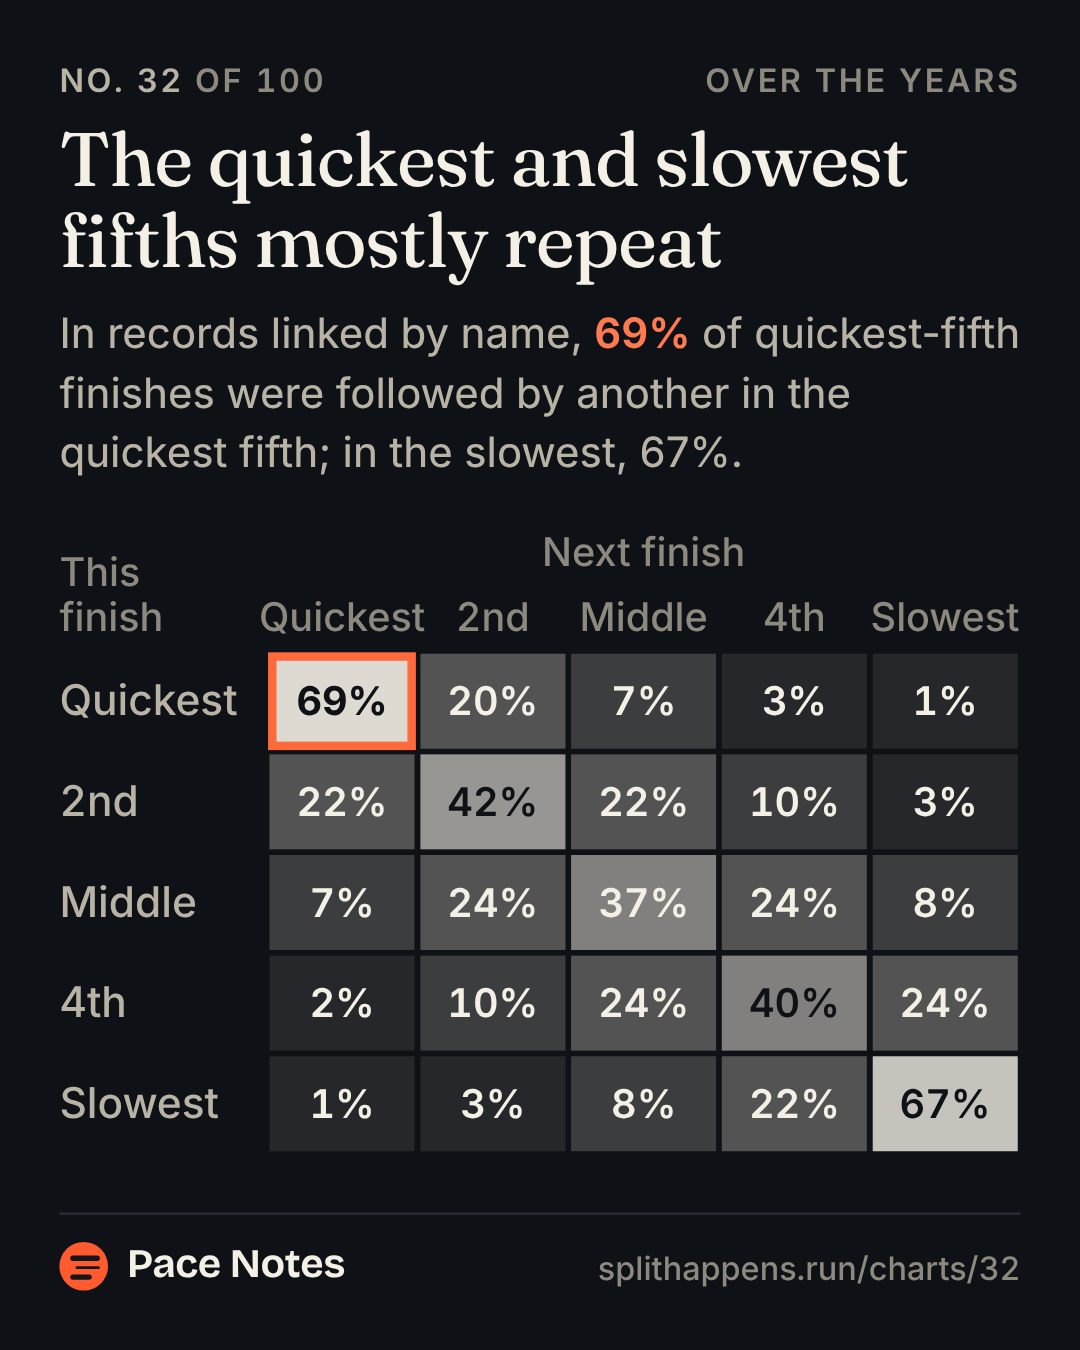 NO. 32 OF 100
OVER THE YEARS
The quickest and slowest
fifths mostly repeat
In records linked by name, 69% of quickest-fifth
finishes were followed by another in the
quickest fifth; in the slowest, 67%.
This
finish
Next finish
Quickest 2nd Middle 4th Slowest
Quickest 69% 20% 7% 3% 1%
2nd 22% 42% 22% 10% 3%
Middle 7% 24% 37% 24% 8%
4th 2% 10% 24% 40% 24%
Slowest 1% 3% 8% 22% 67%
Pace Notes
splithappens.run/charts/32